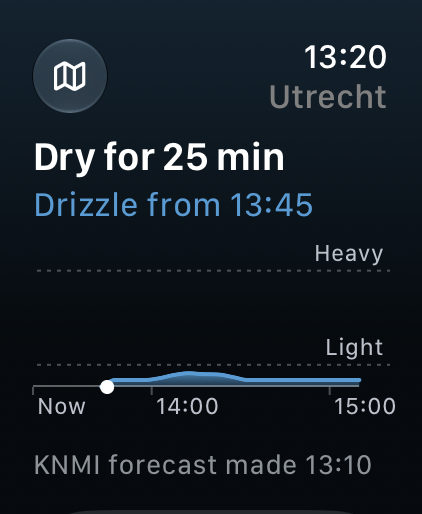 13:20
Utrecht
Dry for 25 min
Drizzle from 13:45
Heavy
Light
Now 14:00 15:00
KNMI forecast made 13:10